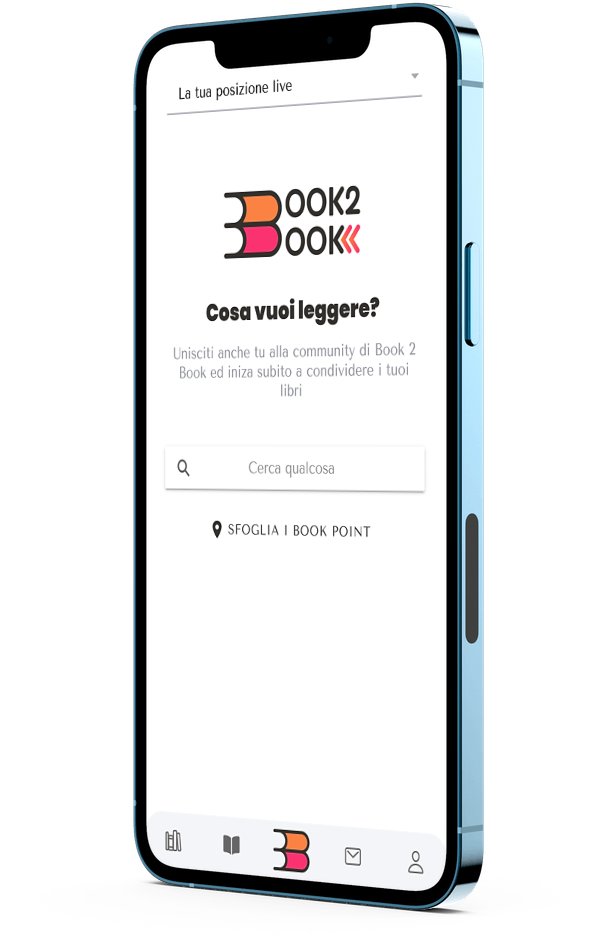 La tua posizione live
BOOK2
BOOK
Cosa vuoi leggere?
Unisciti anche tu alla community di Book 2
Book ed iniza subito a condividere i tuoi
libri
Cerca qualcosa
SFOGLIA I BOOK POINT